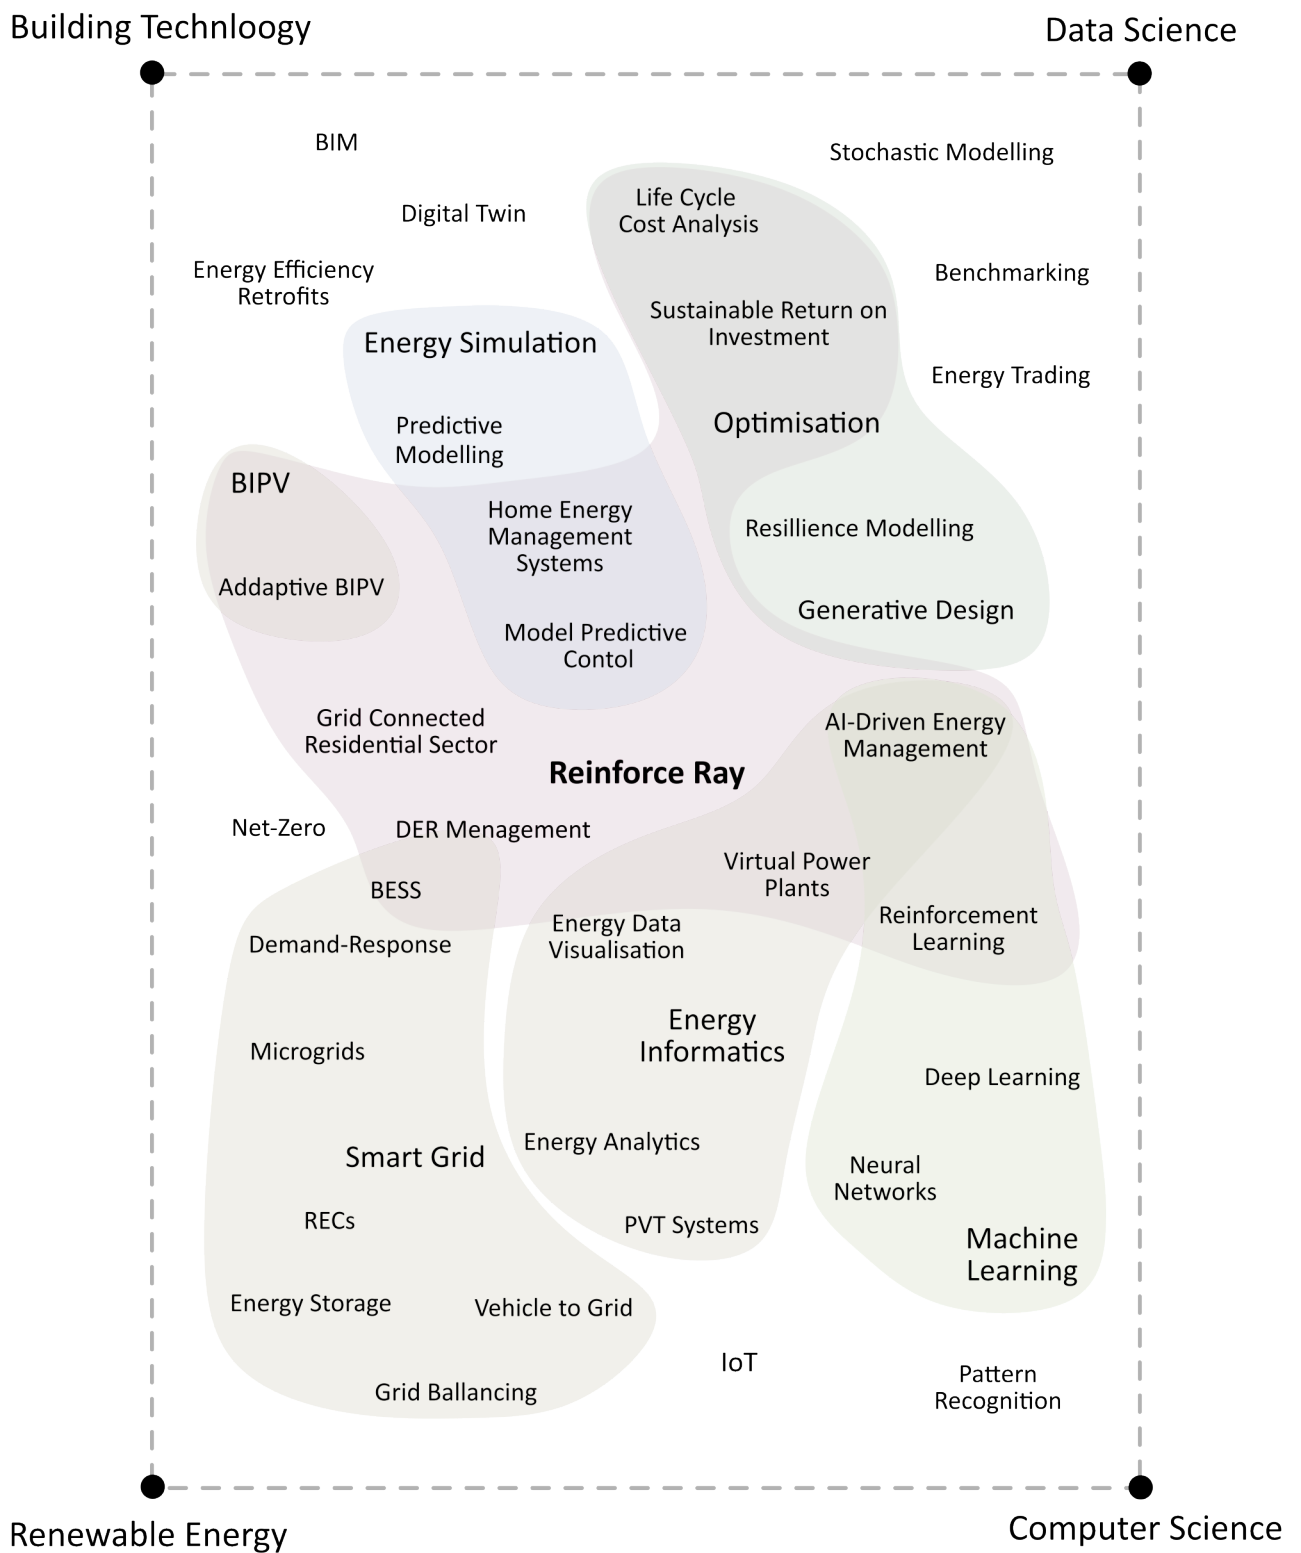 Building Technloogy
Data Science
BIM
Stochastic Modelling
Life Cycle
Cost Analysis
Digital Twin
Energy Efficiency
Retrofits
Benchmarking
Sustainable Return on
Investment
Energy Simulation
Energy Trading
Predictive
Modelling
Optimisation
BIPV
Home Energy
Management
Systems
Resillience Modelling
Addaptive BIPV
Generative Design
Model Predictive
Contol
Grid Connected
Residential Sector
AI-Driven Energy
Management
Reinforce Ray
Net-Zero
DER Menagement
Virtual Power
Plants
BESS
Energy Data
Visualisation
Reinforcement
Learning
Demand-Response
Energy
Informatics
Microgrids
Deep Learning
Energy Analytics
Smart Grid
Neural
Networks
RECs
PVT Systems
Machine
Learning
Energy Storage
Vehicle to Grid
IoT
Grid Ballancing
Pattern
Recognition
Renewable Energy
Computer Science